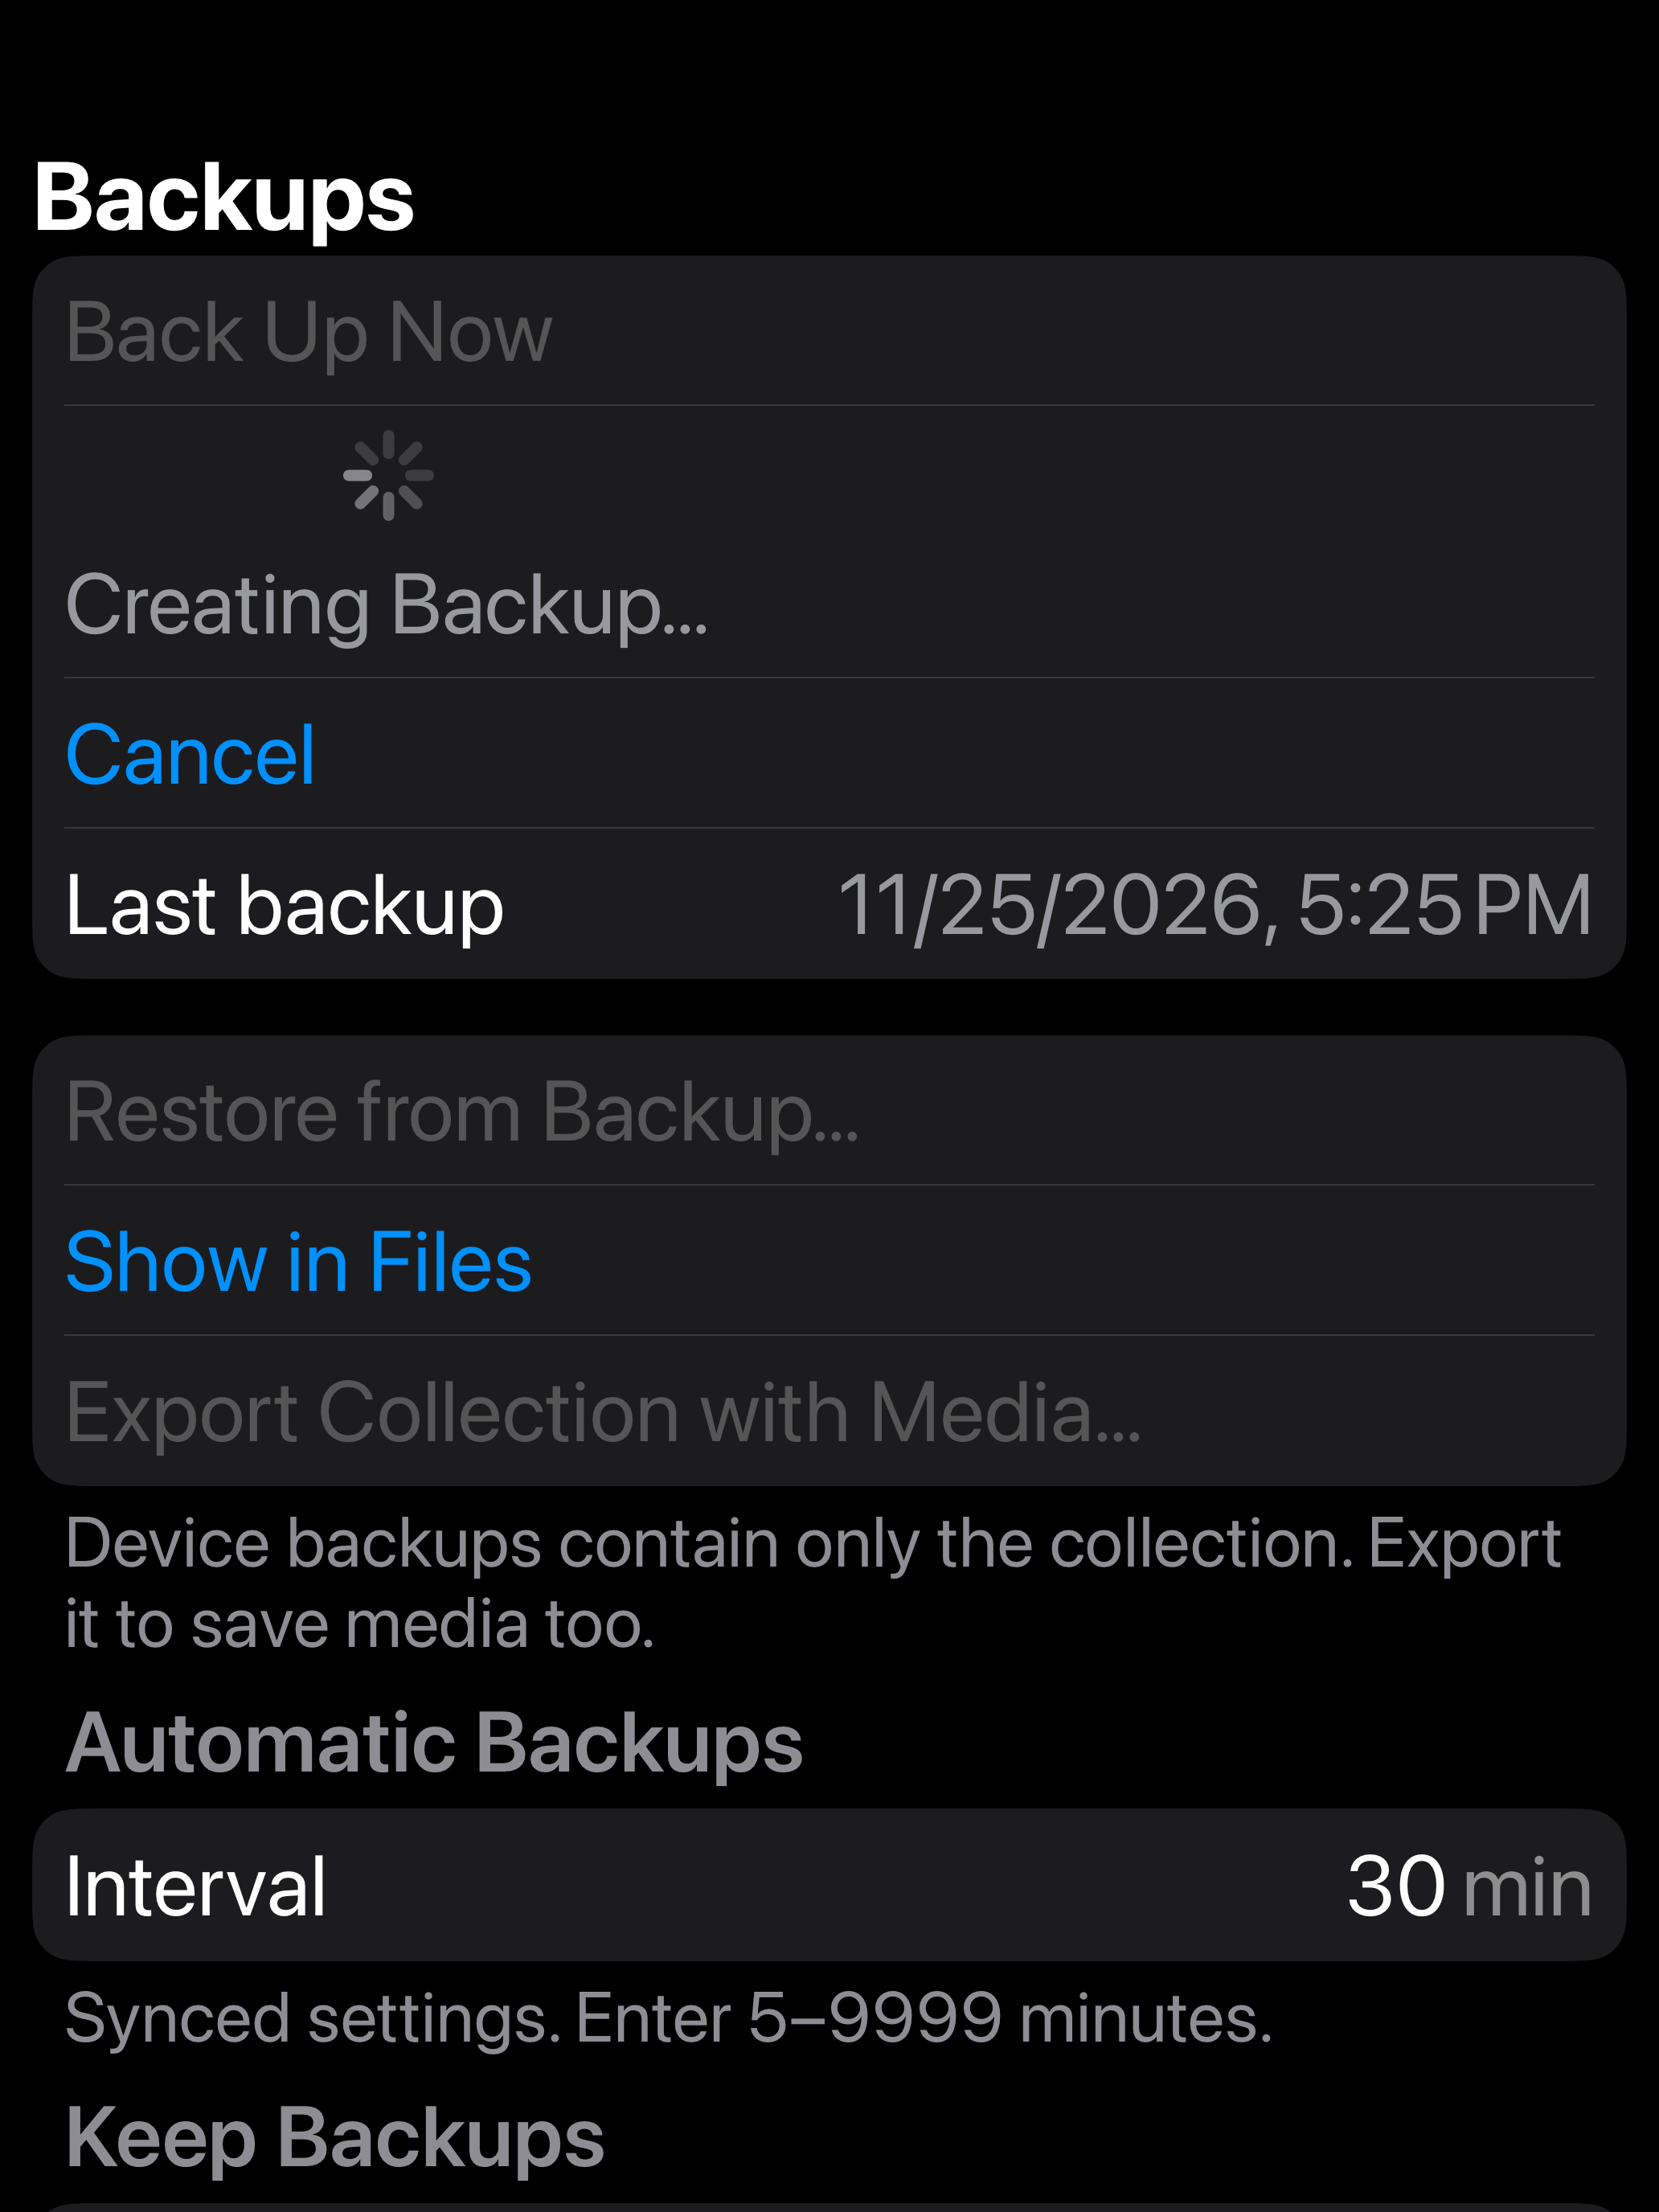 Backups
Back Up Now
Creating Backup...
Cancel
Last backup 11/25/2026, 5:25 PM
Restore from Backup...
Show in Files
Export Collection with Media...
Device backups contain only the collection. Export
it to save media too.
Automatic Backups
Interval 30 min
Synced settings. Enter 5–9999 minutes.
Keep Backups